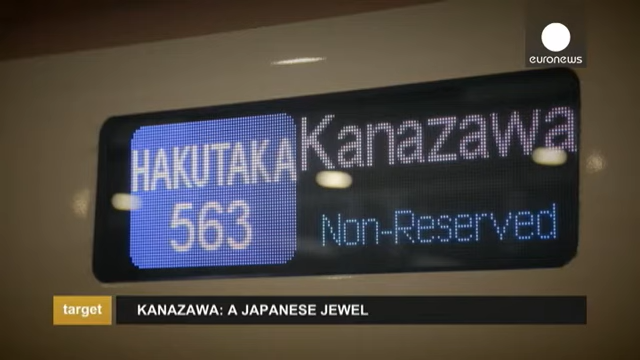 euronews
HAKUTAKA
563
Kanazawa
Non-Reserved
target
KANAZAWA: A JAPANESE JEWEL